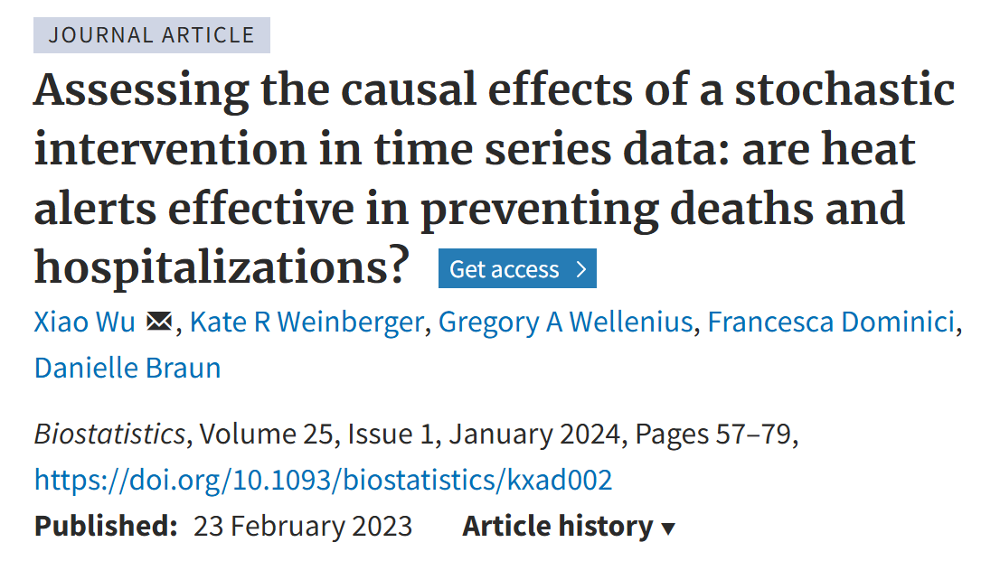 JOURNAL ARTICLE
Assessing the causal effects of a stochastic
intervention in time series data: are heat
alerts effective in preventing deaths and
hospitalizations? Get access
Xiao Wu, Kate R Weinberger, Gregory A Wellenius, Francesca Dominici,
Danielle Braun
Biostatistics, Volume 25, Issue 1, January 2024, Pages 57–79,
https://doi.org/10.1093/biostatistics/kxad002
Published: 23 February 2023 Article history